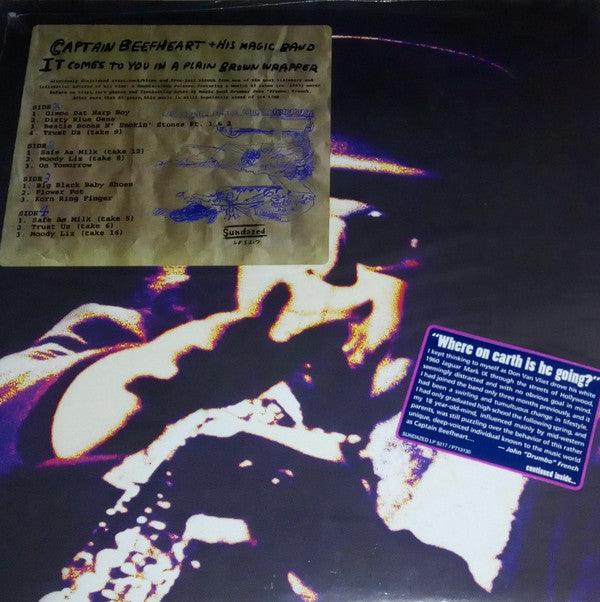 CAPTAIN BEEFHEART + HIS MAGIC BAND
IT COMES TO YOU IN A PLAIN BROWN WRAPPER
SIDE 1
1. Gimme Dat Harp Boy
2. Dirty Blue Gene
3. Beatle Bones N' Smokin' Stones Pt. 1 & 2
4 Trust Us (take 9)
SIDE 2
1. Safe As Milk (take 12)
2. Moody Liz (take 8)
3. On Tomorrow
SIDE 3
1. Big Black Baby Shoes
2. Flower Pot
3. Korn Ring Finger
SIDE 4
1. Safe As Milk (take 5)
2. Trust Us (take 6)
3. Moody Liz (take 16)
Sundazed
LP 5217
"Where on earth is he going?"
I kept thinking to myself as Don Van Vliet drove his white
1960 Jaguar Mark IX through the streets of Hollywood,
seemingly distracted and with no obvious goal in mind.
I had joined the band only three months previously, and it
had been a swirling and tumultuous change in lifestyle.
I had only graduated high school the following spring, and
my 18 year-old-mind, influenced mainly by mid-western
parents, was still puzzling over the behavior of this rather
unique, deep-voiced individual known to the music world
as Captain Beefheart....
— John "Drumbo" French
SUNDAZED LP 5217 / PT13130
continued inside...